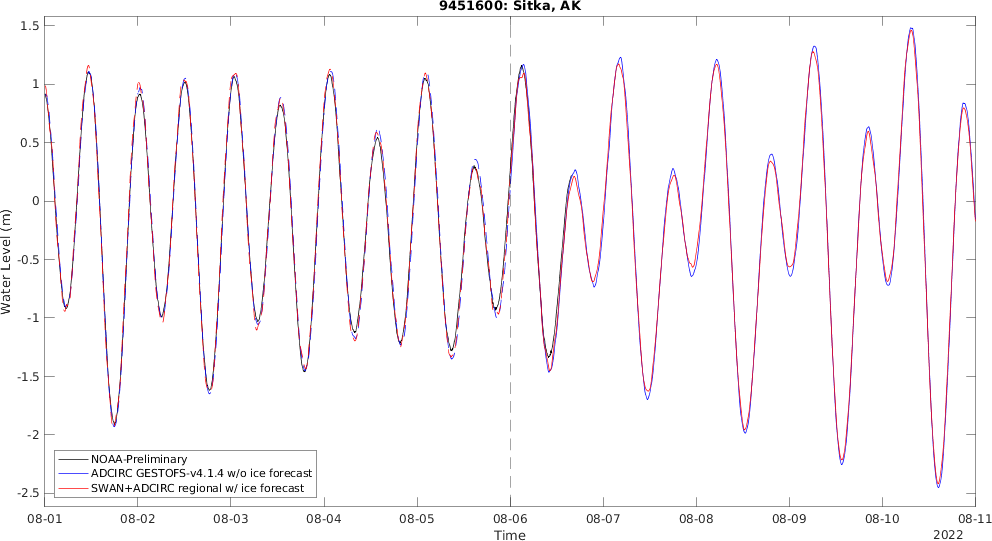 9451600: Sitka, AK
1.5
1
0.5
0
-0.5
-1
-1.5
-2
-2.5
Water Level (m)
NOAA-Preliminary
ADCIRC GESTOFS-v4.1.4 w/o ice forecast
SWAN+ADCIRC regional w/ ice forecast
08-01 08-02 08-03 08-04 08-05 08-06 08-07 08-08 08-09 08-10 08-11
Time
2022